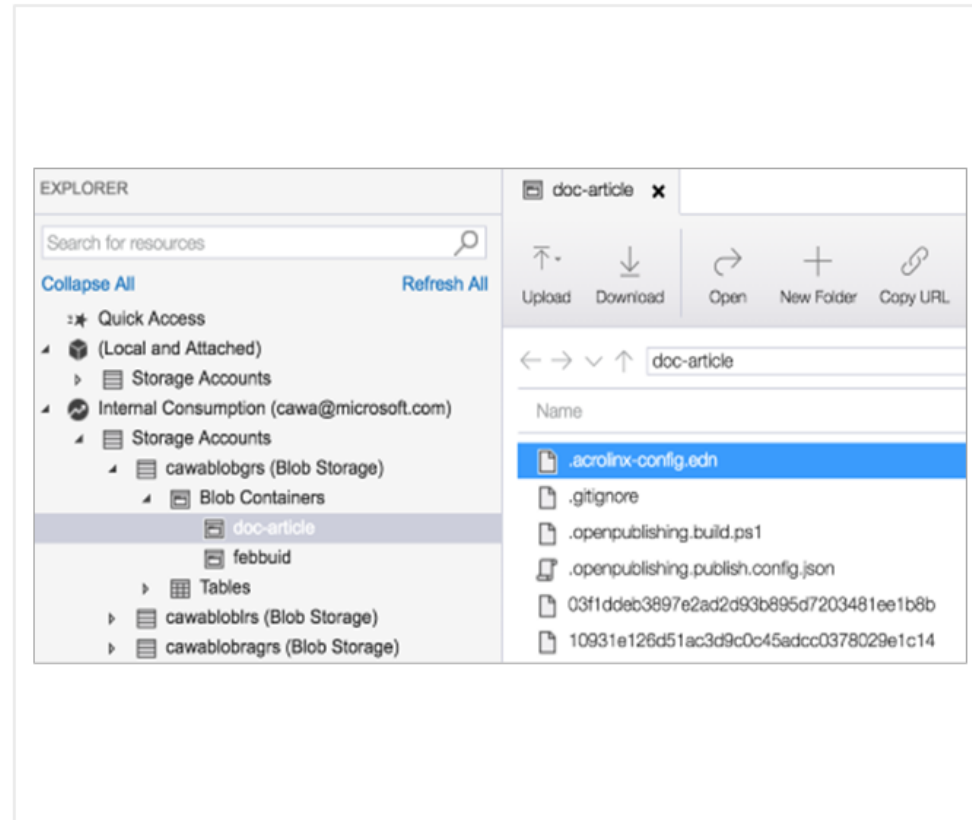 EXPLORER
Search for resources
Collapse All Refresh All
Quick Access
(Local and Attached)
Storage Accounts
Internal Consumption (cawa@microsoft.com)
Storage Accounts
cawablobgrs (Blob Storage)
Blob Containers
doc-article
febbuid
Tables
cawabloblrs (Blob Storage)
cawablobragrs (Blob Storage)
doc-article
Upload Download Open New Folder Copy URL
doc-article
Name
.acrolinx-config.edn
.gitignore
.openpublishing.build.ps1
.openpublishing.publish.config.json
03f1ddeb3897e2ad2d93b895d7203481ee1b8b
10931e126d51ac3d9c0c45adcc0378029e1c14